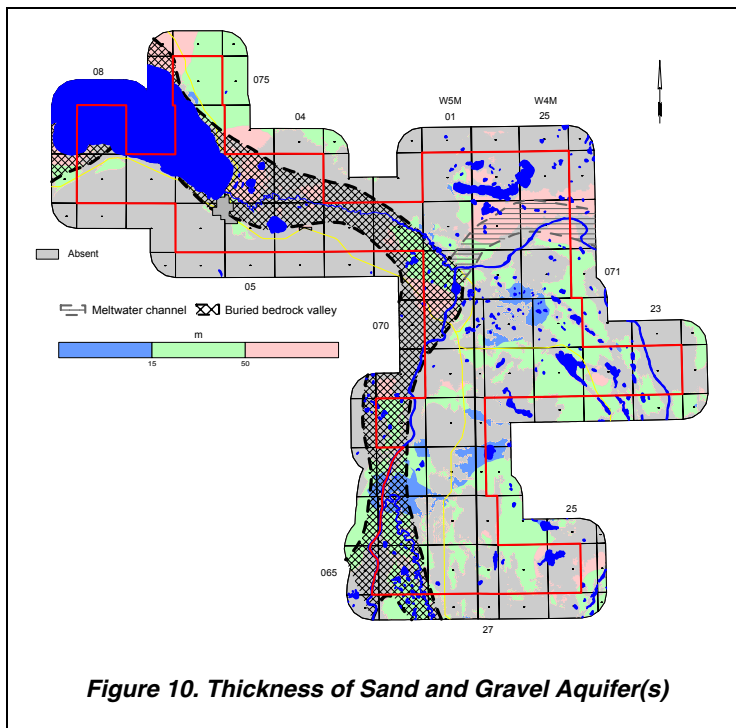 08
075
04
W5M
W4M
01
25
Absent
05
071
Meltwater channel
Buried bedrock valley
23
070
m
15
50
25
065
27
Figure 10. Thickness of Sand and Gravel Aquifer(s)